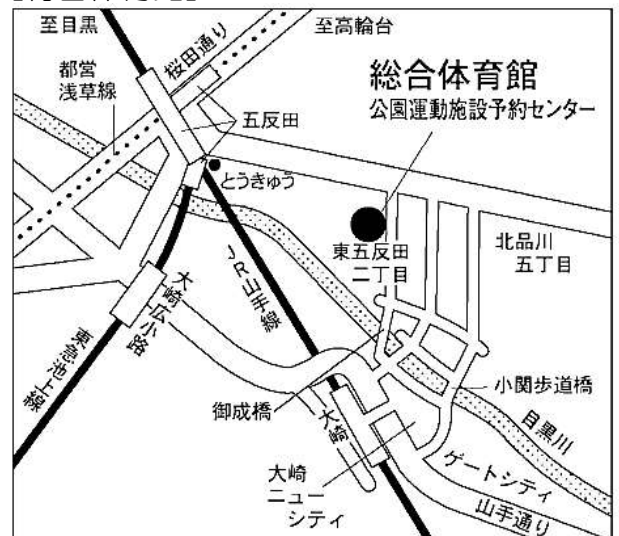 至目黒
桜田通り
至高輪台
都営
浅草線
総合体育館
公園運動施設予約センター
五反田
とうきゅう
東五反田
二丁目
北品川
五丁目
JR山手線
大崎広小路
東急池上線
御成橋
大崎
小関歩道橋
目黒川
大崎
ニュー
シティ
ゲートシティ
山手通り